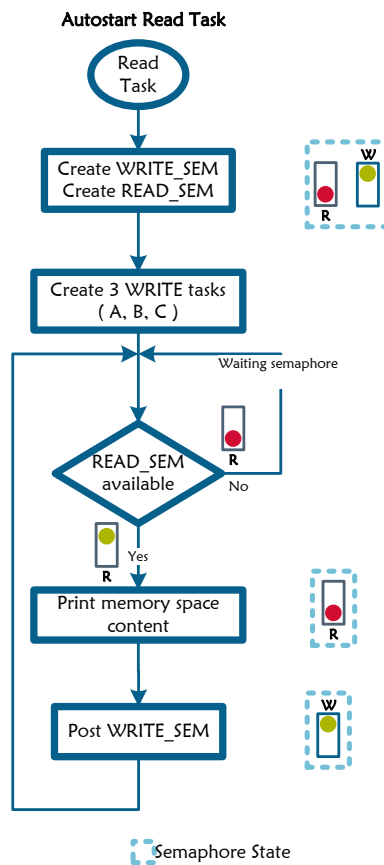 Autostart Read Task
Read
Task
Create WRITE_SEM
Create READ_SEM
W
R
Create 3 WRITE tasks
( A, B, C )
Waiting semaphore
READ_SEM
available
R
No
Yes
R
Print memory space
content
R
W
Post WRITE_SEM
Semaphore State